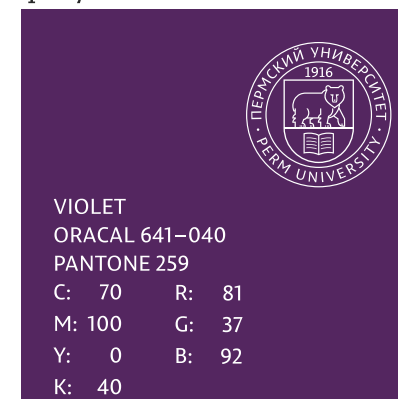 ПЕРМСКИЙ УНИВЕРСИТЕТ
1916
PERM UNIVERSITY
VIOLET
ORACAL 641–040
PANTONE 259
C: 70 R: 81
M: 100 G: 37
Y: 0 B: 92
K: 40